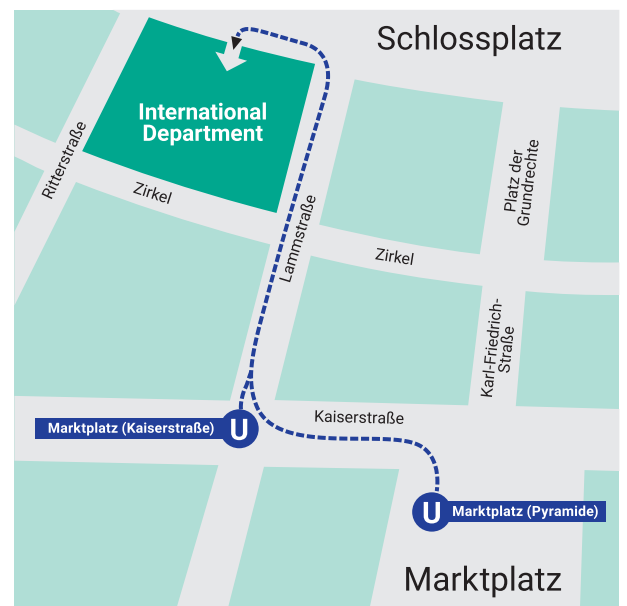 Schlossplatz
International
Department
Ritterstraße
Zirkel
Lammstraße
Zirkel
Platz der
Grundrechte
Karl-Friedrich-
Straße
Kaiserstraße
Marktplatz (Kaiserstraße)
U
U
Marktplatz (Pyramide)
Marktplatz